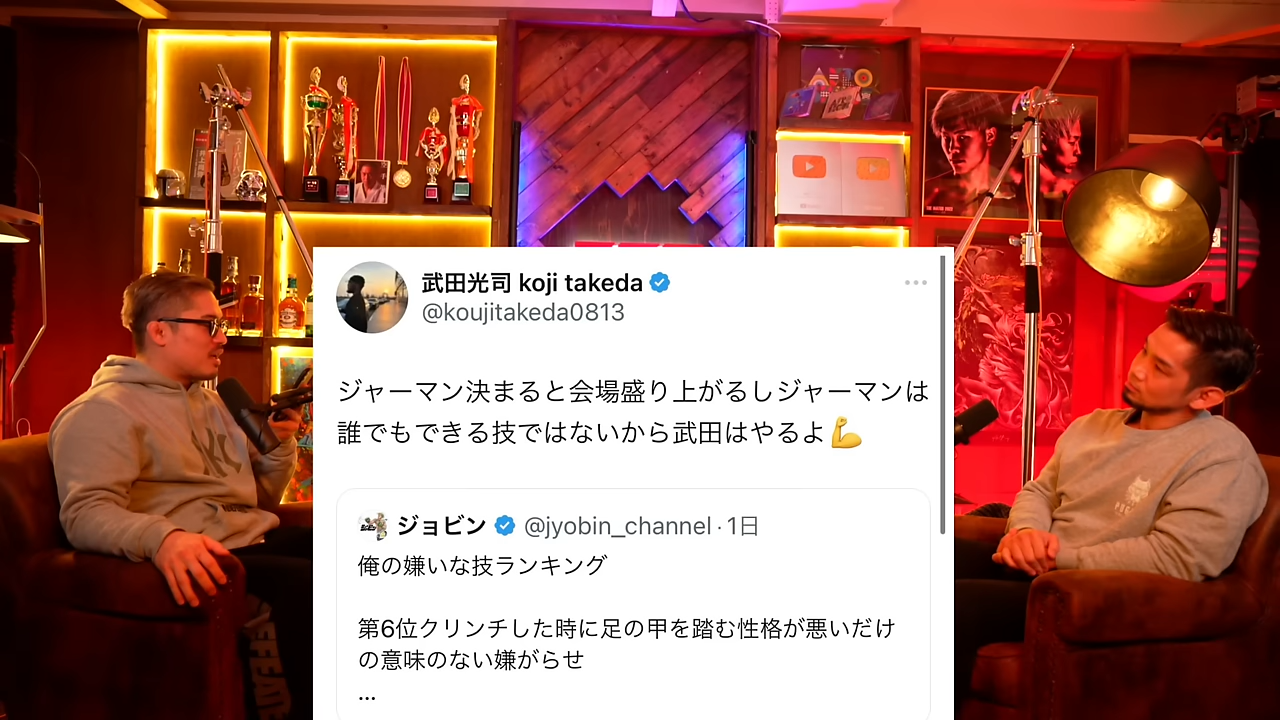 武田光司 koji takeda
@koujitakeda0813
ジャーマン決まると会場盛り上がるしジャーマンは
誰でもできる技ではないから武田はやるよ💪
ジョビン @jyobin_channel · 1日
俺の嫌いな技ランキング
第6位クリンチした時に足の甲を踏む性格が悪いだけ
の意味のない嫌がらせ
...